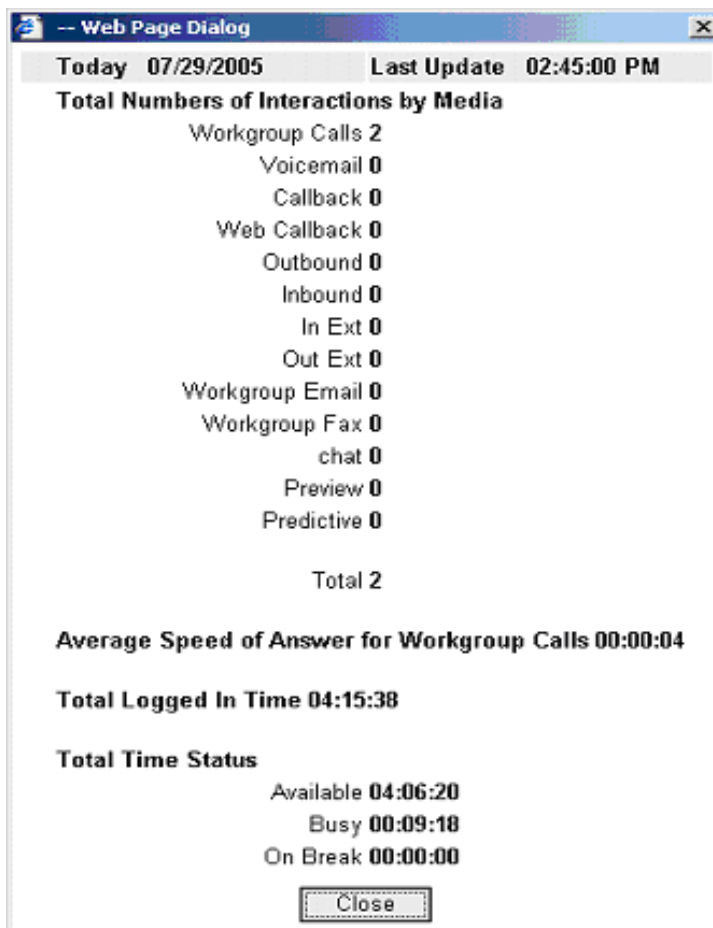 -- Web Page Dialog
Today 07/29/2005 Last Update 02:45:00 PM
Total Numbers of Interactions by Media
Workgroup Calls 2
Voicemail 0
Callback 0
Web Callback 0
Outbound 0
Inbound 0
In Ext 0
Out Ext 0
Workgroup Email 0
Workgroup Fax 0
chat 0
Preview 0
Predictive 0
Total 2
Average Speed of Answer for Workgroup Calls 00:00:04
Total Logged In Time 04:15:38
Total Time Status
Available 04:06:20
Busy 00:09:18
On Break 00:00:00
Close